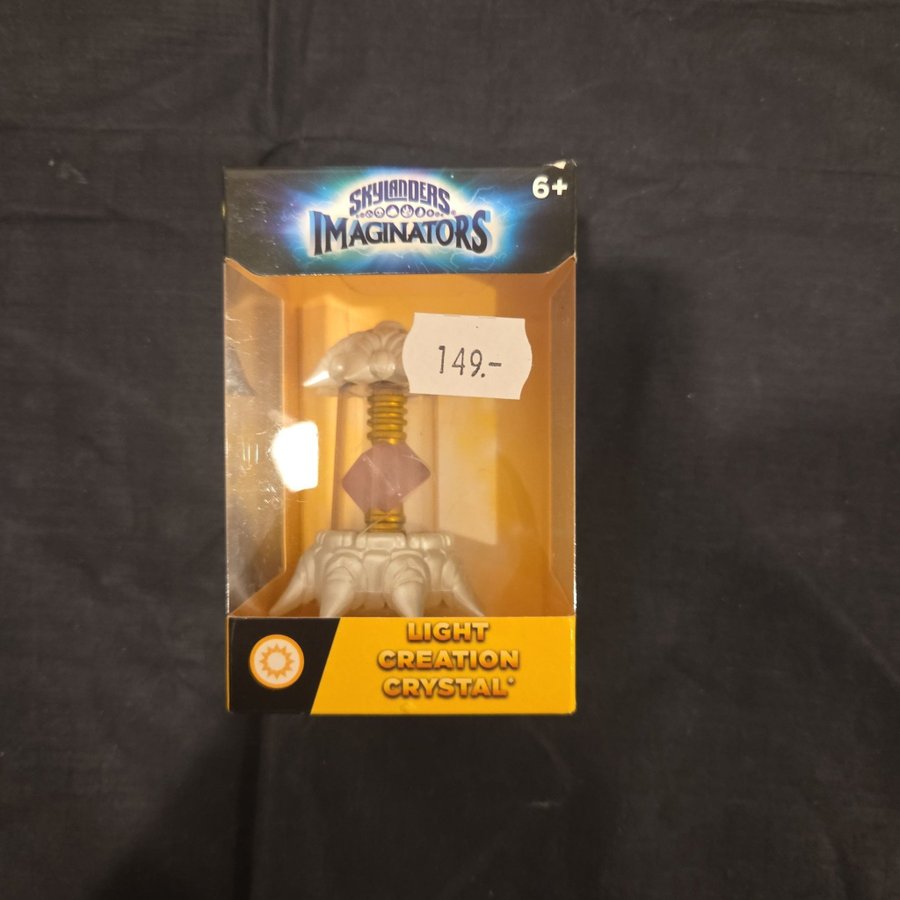 SKYLANDERS
IMAGINATORS
6+
149.-
LIGHT
CREATION
CRYSTAL*